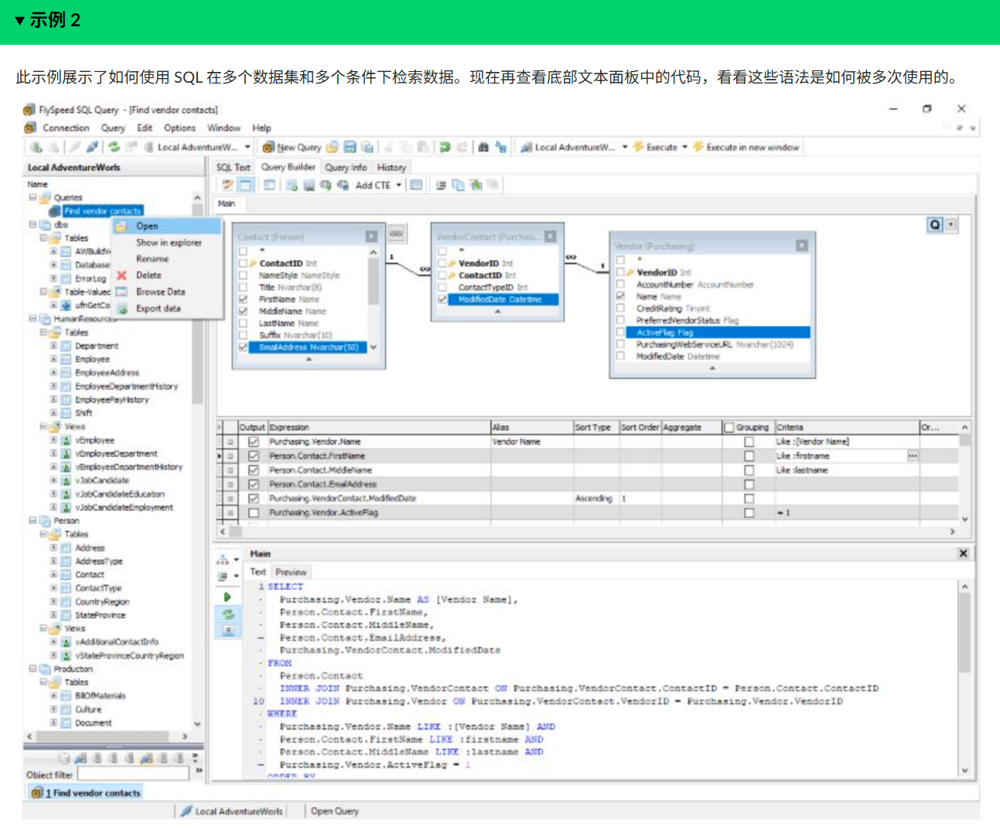 ▼ 示例 2
此示例展示了如何使用 SQL 在多个数据集和多个条件下检索数据。现在再查看底部文本面板中的代码，看看这些语法是如何被多次使用的。
FlySpeed SQL Query - [Find vendor contacts]
Connection Query Edit Options Window Help
Local AdventureW... New Query Local AdventureW... Execute Execute in new window
Local AdventureWorls
SQL Text Query Builder Query Info History
Name
Add CTE
Main
Queries
Find vendor contacts
dbo
Tables
AWBuildV
Database
ErrorLog
Table-Valued
ufnGetCo
HumanResources
Tables
Department
Employee
EmployeeAddress
EmployeeDepartmentHistory
EmployeePayHistory
Shift
Views
vEmployee
vEmployeeDepartment
vEmployeeDepartmentHistory
vJobCandidate
vJobCandidateEducation
vJobCandidateEmployment
Person
Tables
Address
AddressType
Contact
ContactType
CountryRegion
StateProvince
Views
vAdditionalContactInfo
vStateProvinceCountryRegion
Production
Tables
BillOfMaterials
Culture
Document
Object filter
Open
Show in explorer
Rename
Delete
Browse Data
Export data
Contact (Person)
*
ContactID Int
NameStyle NameStyle
Title Nvarchar(8)
FirstName Name
MiddleName Name
LastName Name
Suffix Nvarchar(10)
EmailAddress Nvarchar(50)
1
∞
VendorContact (Purchasi...
*
VendorID Int
ContactID Int
ContactTypeID Int
ModifiedDate Datetime
∞
1
Vendor (Purchasing)
*
VendorID Int
AccountNumber AccountNumber
Name Name
CreditRating Tinyint
PreferredVendorStatus Flag
ActiveFlag Flag
PurchasingWebServiceURL Nvarchar(1024)
ModifiedDate Datetime
Q +
Output Expression Alias Sort Type Sort Order Aggregate Grouping Criteria Or...
Purchasing.Vendor.Name Vendor Name Like :[Vendor Name]
Person.Contact.FirstName Like :firstname ...
Person.Contact.MiddleName Like :lastname
Person.Contact.EmailAddress
Purchasing.VendorContact.ModifiedDate Ascending 1
Purchasing.Vendor.ActiveFlag = 1
Main
Text Preview
1 SELECT
Purchasing.Vendor.Name AS [Vendor Name],
Person.Contact.FirstName,
Person.Contact.MiddleName,
Person.Contact.EmailAddress,
Purchasing.VendorContact.ModifiedDate
FROM
Person.Contact
INNER JOIN Purchasing.VendorContact ON Purchasing.VendorContact.ContactID = Person.Contact.ContactID
10 INNER JOIN Purchasing.Vendor ON Purchasing.VendorContact.VendorID = Purchasing.Vendor.VendorID
WHERE
Purchasing.Vendor.Name LIKE :[Vendor Name] AND
Person.Contact.FirstName LIKE :firstname AND
Person.Contact.MiddleName LIKE :lastname AND
Purchasing.Vendor.ActiveFlag = 1
ORDER BY
1 Find vendor contacts
Local AdventureWorls Open Query